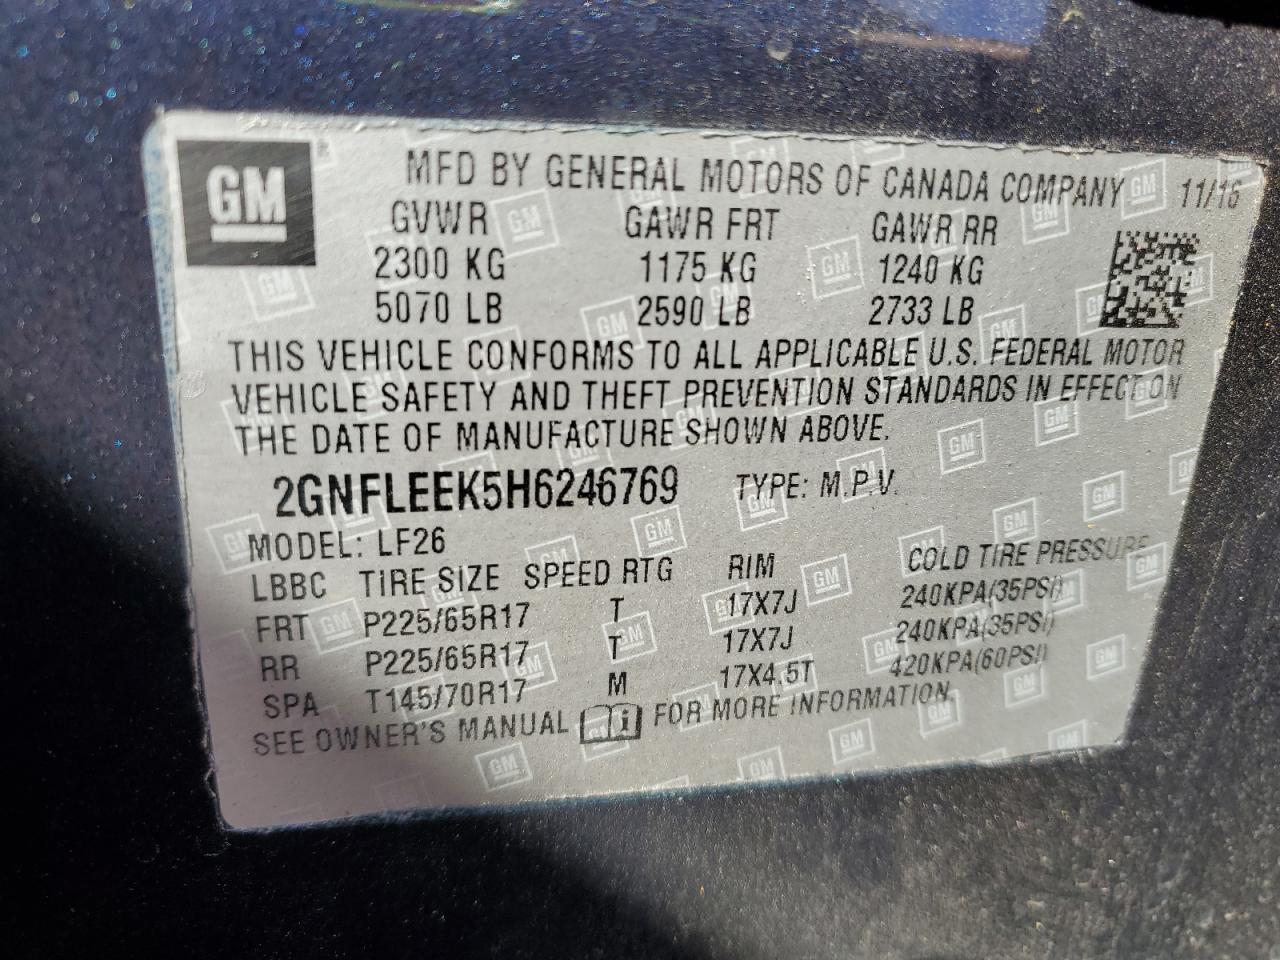 GM MFD BY GENERAL MOTORS OF CANADA COMPANY 11/16
GVWR GAWR FRT GAWR RR
2300 KG 1175 KG 1240 KG
5070 LB 2590 LB 2733 LB
THIS VEHICLE CONFORMS TO ALL APPLICABLE U.S. FEDERAL MOTOR
VEHICLE SAFETY AND THEFT PREVENTION STANDARDS IN EFFECT ON
THE DATE OF MANUFACTURE SHOWN ABOVE.
2GNFLEEK5H6246769 TYPE: M.P.V.
MODEL: LF26
LBBC TIRE SIZE SPEED RTG RIM COLD TIRE PRESSURE
FRT P225/65R17 T 17X7J 240KPA(35PSI)
RR P225/65R17 T 17X7J 240KPA(35PSI)
SPA T145/70R17 M 17X4.5T 420KPA(60PSI)
SEE OWNER'S MANUAL FOR MORE INFORMATION.